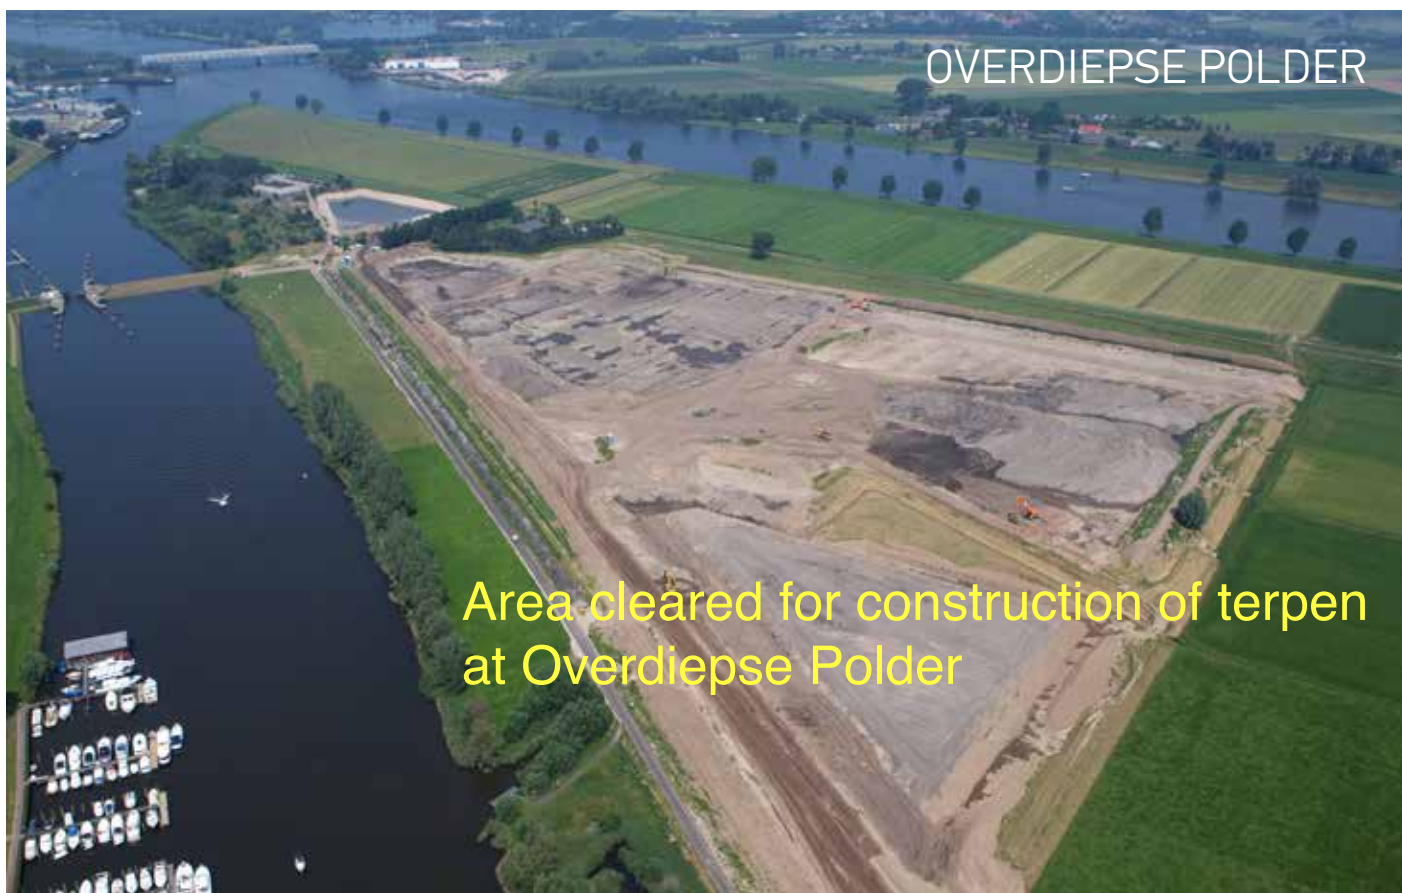 OVERDIEPSE POLDER
Area cleared for construction of terpen
at Overdiepse Polder